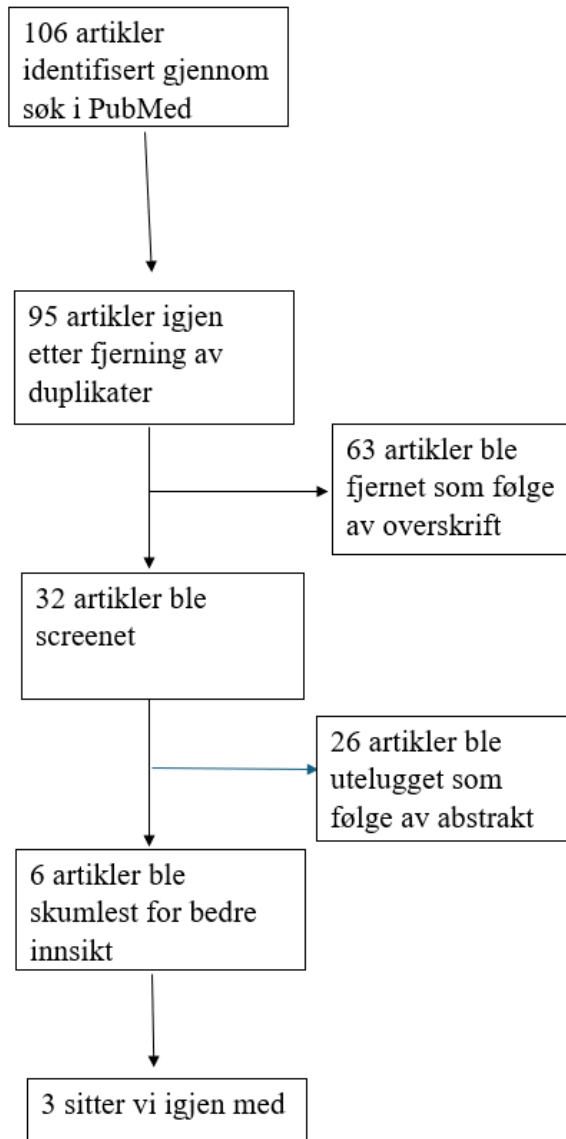 106 artikler
identifisert gjennom
søk i PubMed
95 artikler igjen
etter fjerning av
duplikater
63 artikler ble
fjernet som følge
av overskrift
32 artikler ble
screenet
26 artikler ble
utelugget som
følge av abstrakt
6 artikler ble
skumlest for bedre
innsikt
3 sitter vi igjen med